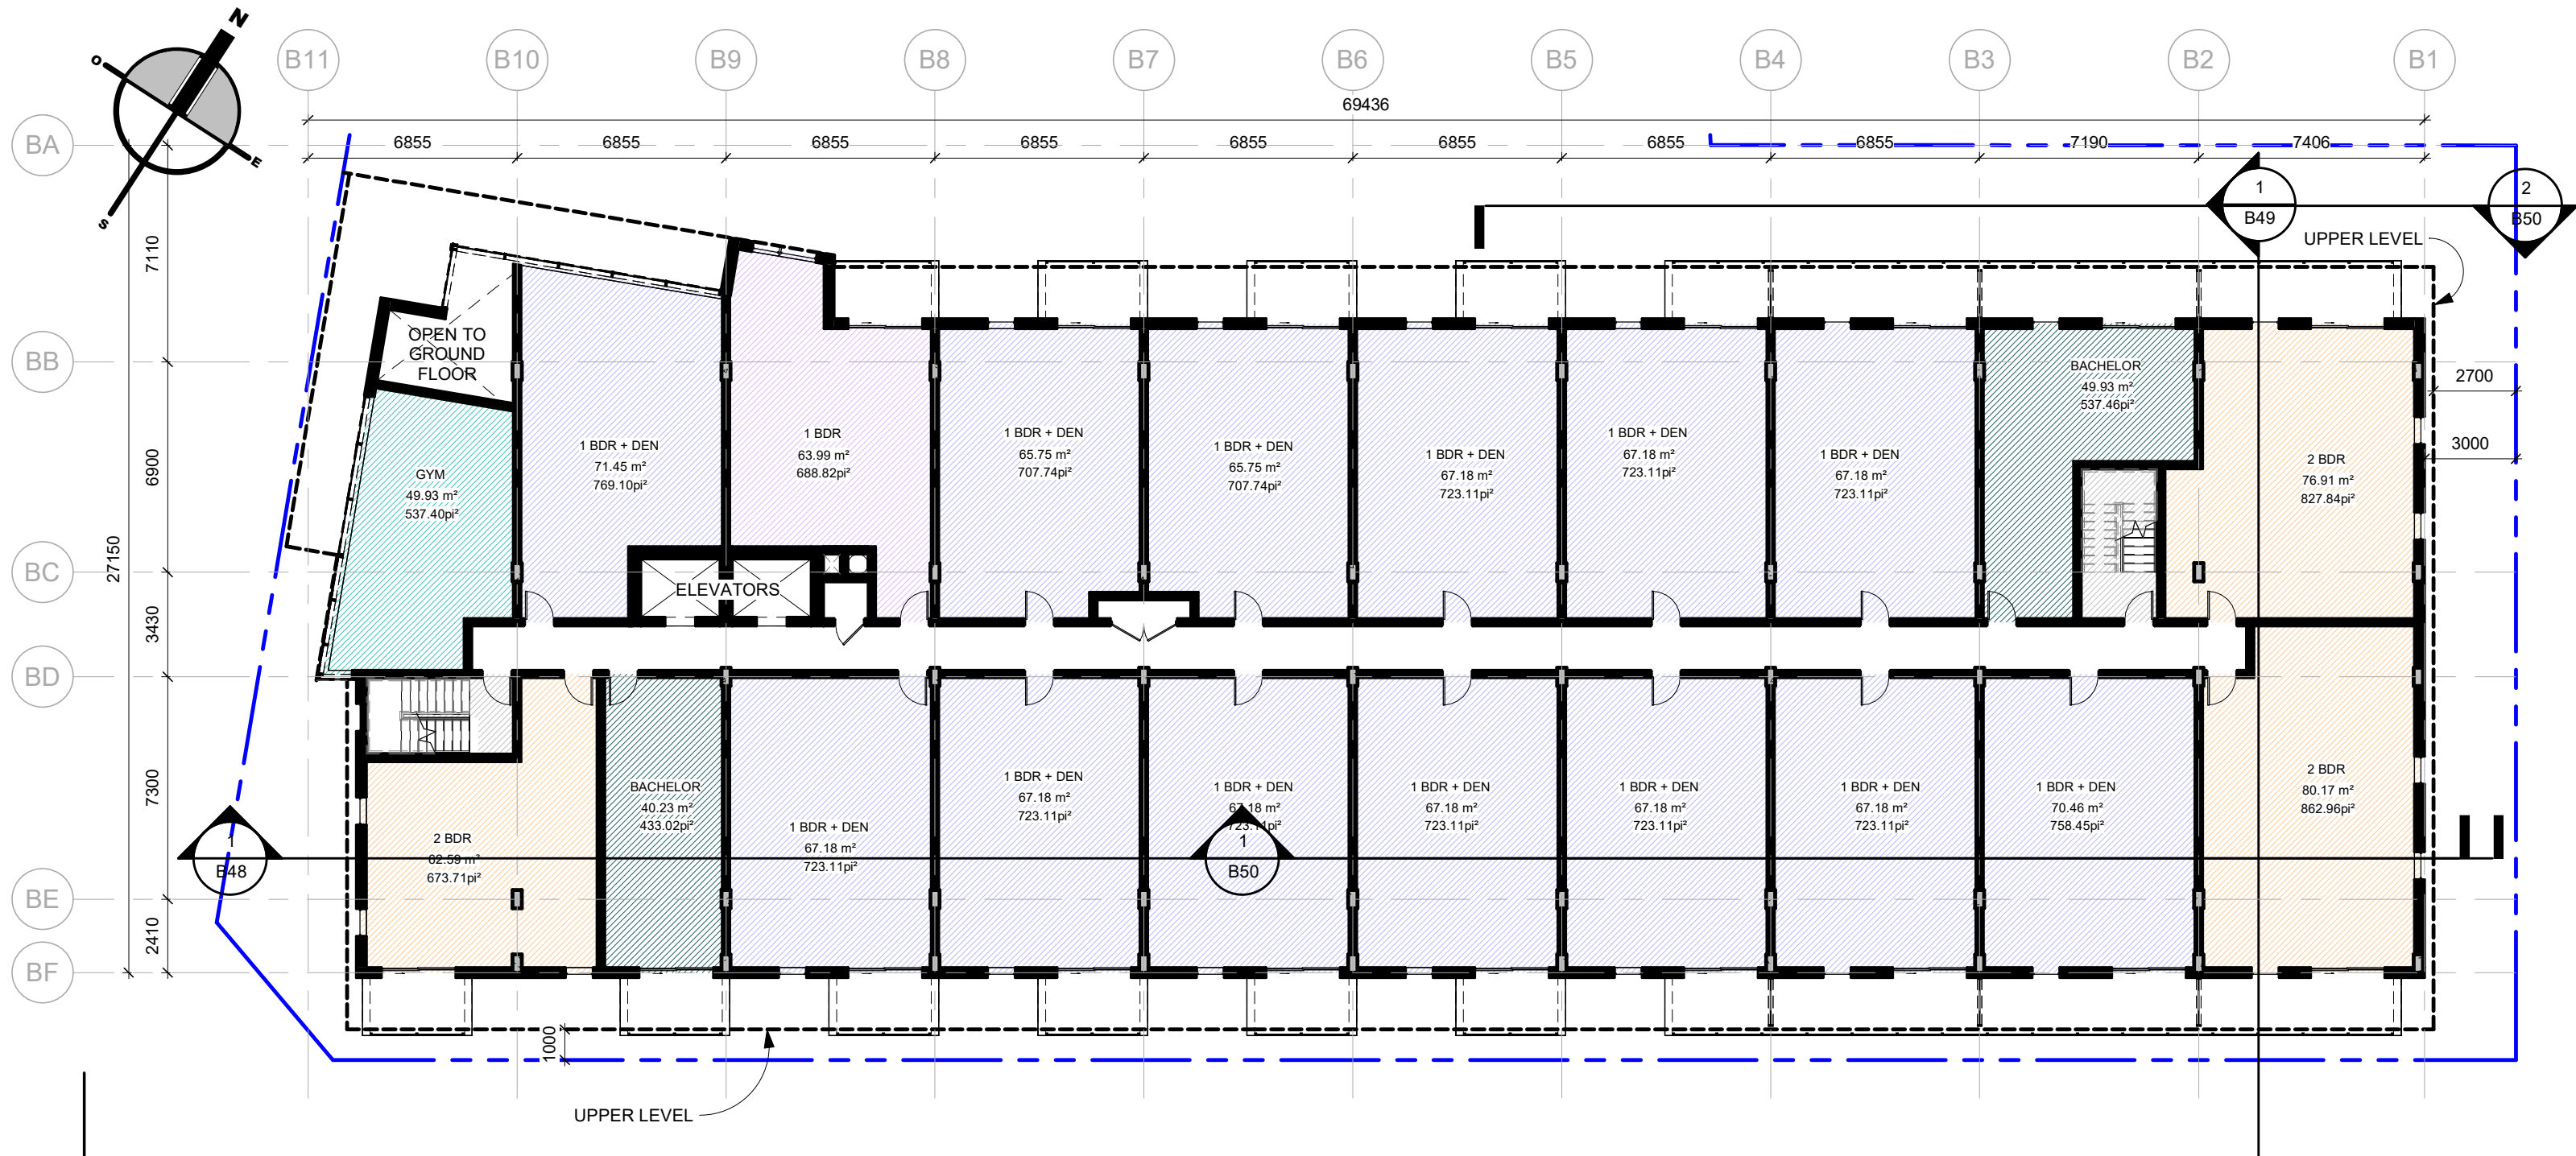 N
O
E
S
B11
B10
B9
B8
B7
B6
B5
B4
B3
B2
B1
69436
6855
6855
6855
6855
6855
6855
6855
6855
7190
7406
BA
BB
BC
BD
BE
BF
7110
6900
3430
7300
2410
27150
1
B49
2
B50
UPPER LEVEL
2700
3000
OPEN TO
GROUND
FLOOR
GYM
49.93 m²
537.40pi²
1 BDR + DEN
71.45 m²
769.10pi²
1 BDR
63.99 m²
688.82pi²
1 BDR + DEN
65.75 m²
707.74pi²
1 BDR + DEN
65.75 m²
707.74pi²
1 BDR + DEN
67.18 m²
723.11pi²
1 BDR + DEN
67.18 m²
723.11pi²
1 BDR + DEN
67.18 m²
723.11pi²
BACHELOR
49.93 m²
537.46pi²
2 BDR
76.91 m²
827.84pi²
ELEVATORS
2 BDR
62.59 m²
673.71pi²
BACHELOR
40.23 m²
433.02pi²
1 BDR + DEN
67.18 m²
723.11pi²
1 BDR + DEN
67.18 m²
723.11pi²
1 BDR + DEN
67.18 m²
723.11pi²
1 BDR + DEN
67.18 m²
723.11pi²
1 BDR + DEN
67.18 m²
723.11pi²
1 BDR + DEN
67.18 m²
723.11pi²
1 BDR + DEN
70.46 m²
758.45pi²
2 BDR
80.17 m²
862.96pi²
1
B48
1
B50
1000
UPPER LEVEL